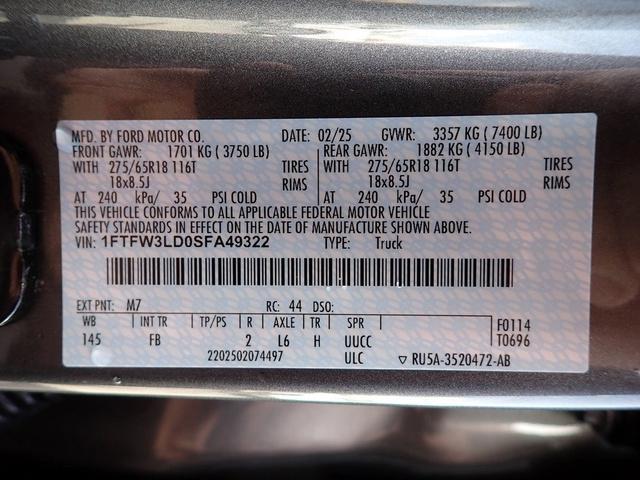 MFD. BY FORD MOTOR CO. DATE: 02/25 GVWR: 3357 KG ( 7400 LB)
FRONT GAWR: 1701 KG ( 3750 LB) REAR GAWR: 1882 KG ( 4150 LB)
WITH 275/65R18 116T TIRES WITH 275/65R18 116T TIRES
18x8.5J RIMS 18x8.5J RIMS
AT 240 kPa/ 35 PSI COLD AT 240 kPa/ 35 PSI COLD
THIS VEHICLE CONFORMS TO ALL APPLICABLE FEDERAL MOTOR VEHICLE
SAFETY STANDARDS IN EFFECT ON THE DATE OF MANUFACTURE SHOWN ABOVE.
VIN: 1FTFW3LD0SFA49322 TYPE: Truck
EXT PNT: M7 RC: 44 DSO:
WB INT TR TP/PS R AXLE TR SPR F0114
145 FB 2 L6 H UUCC T0696
2202502074497 ULC ▽ RU5A-3520472-AB